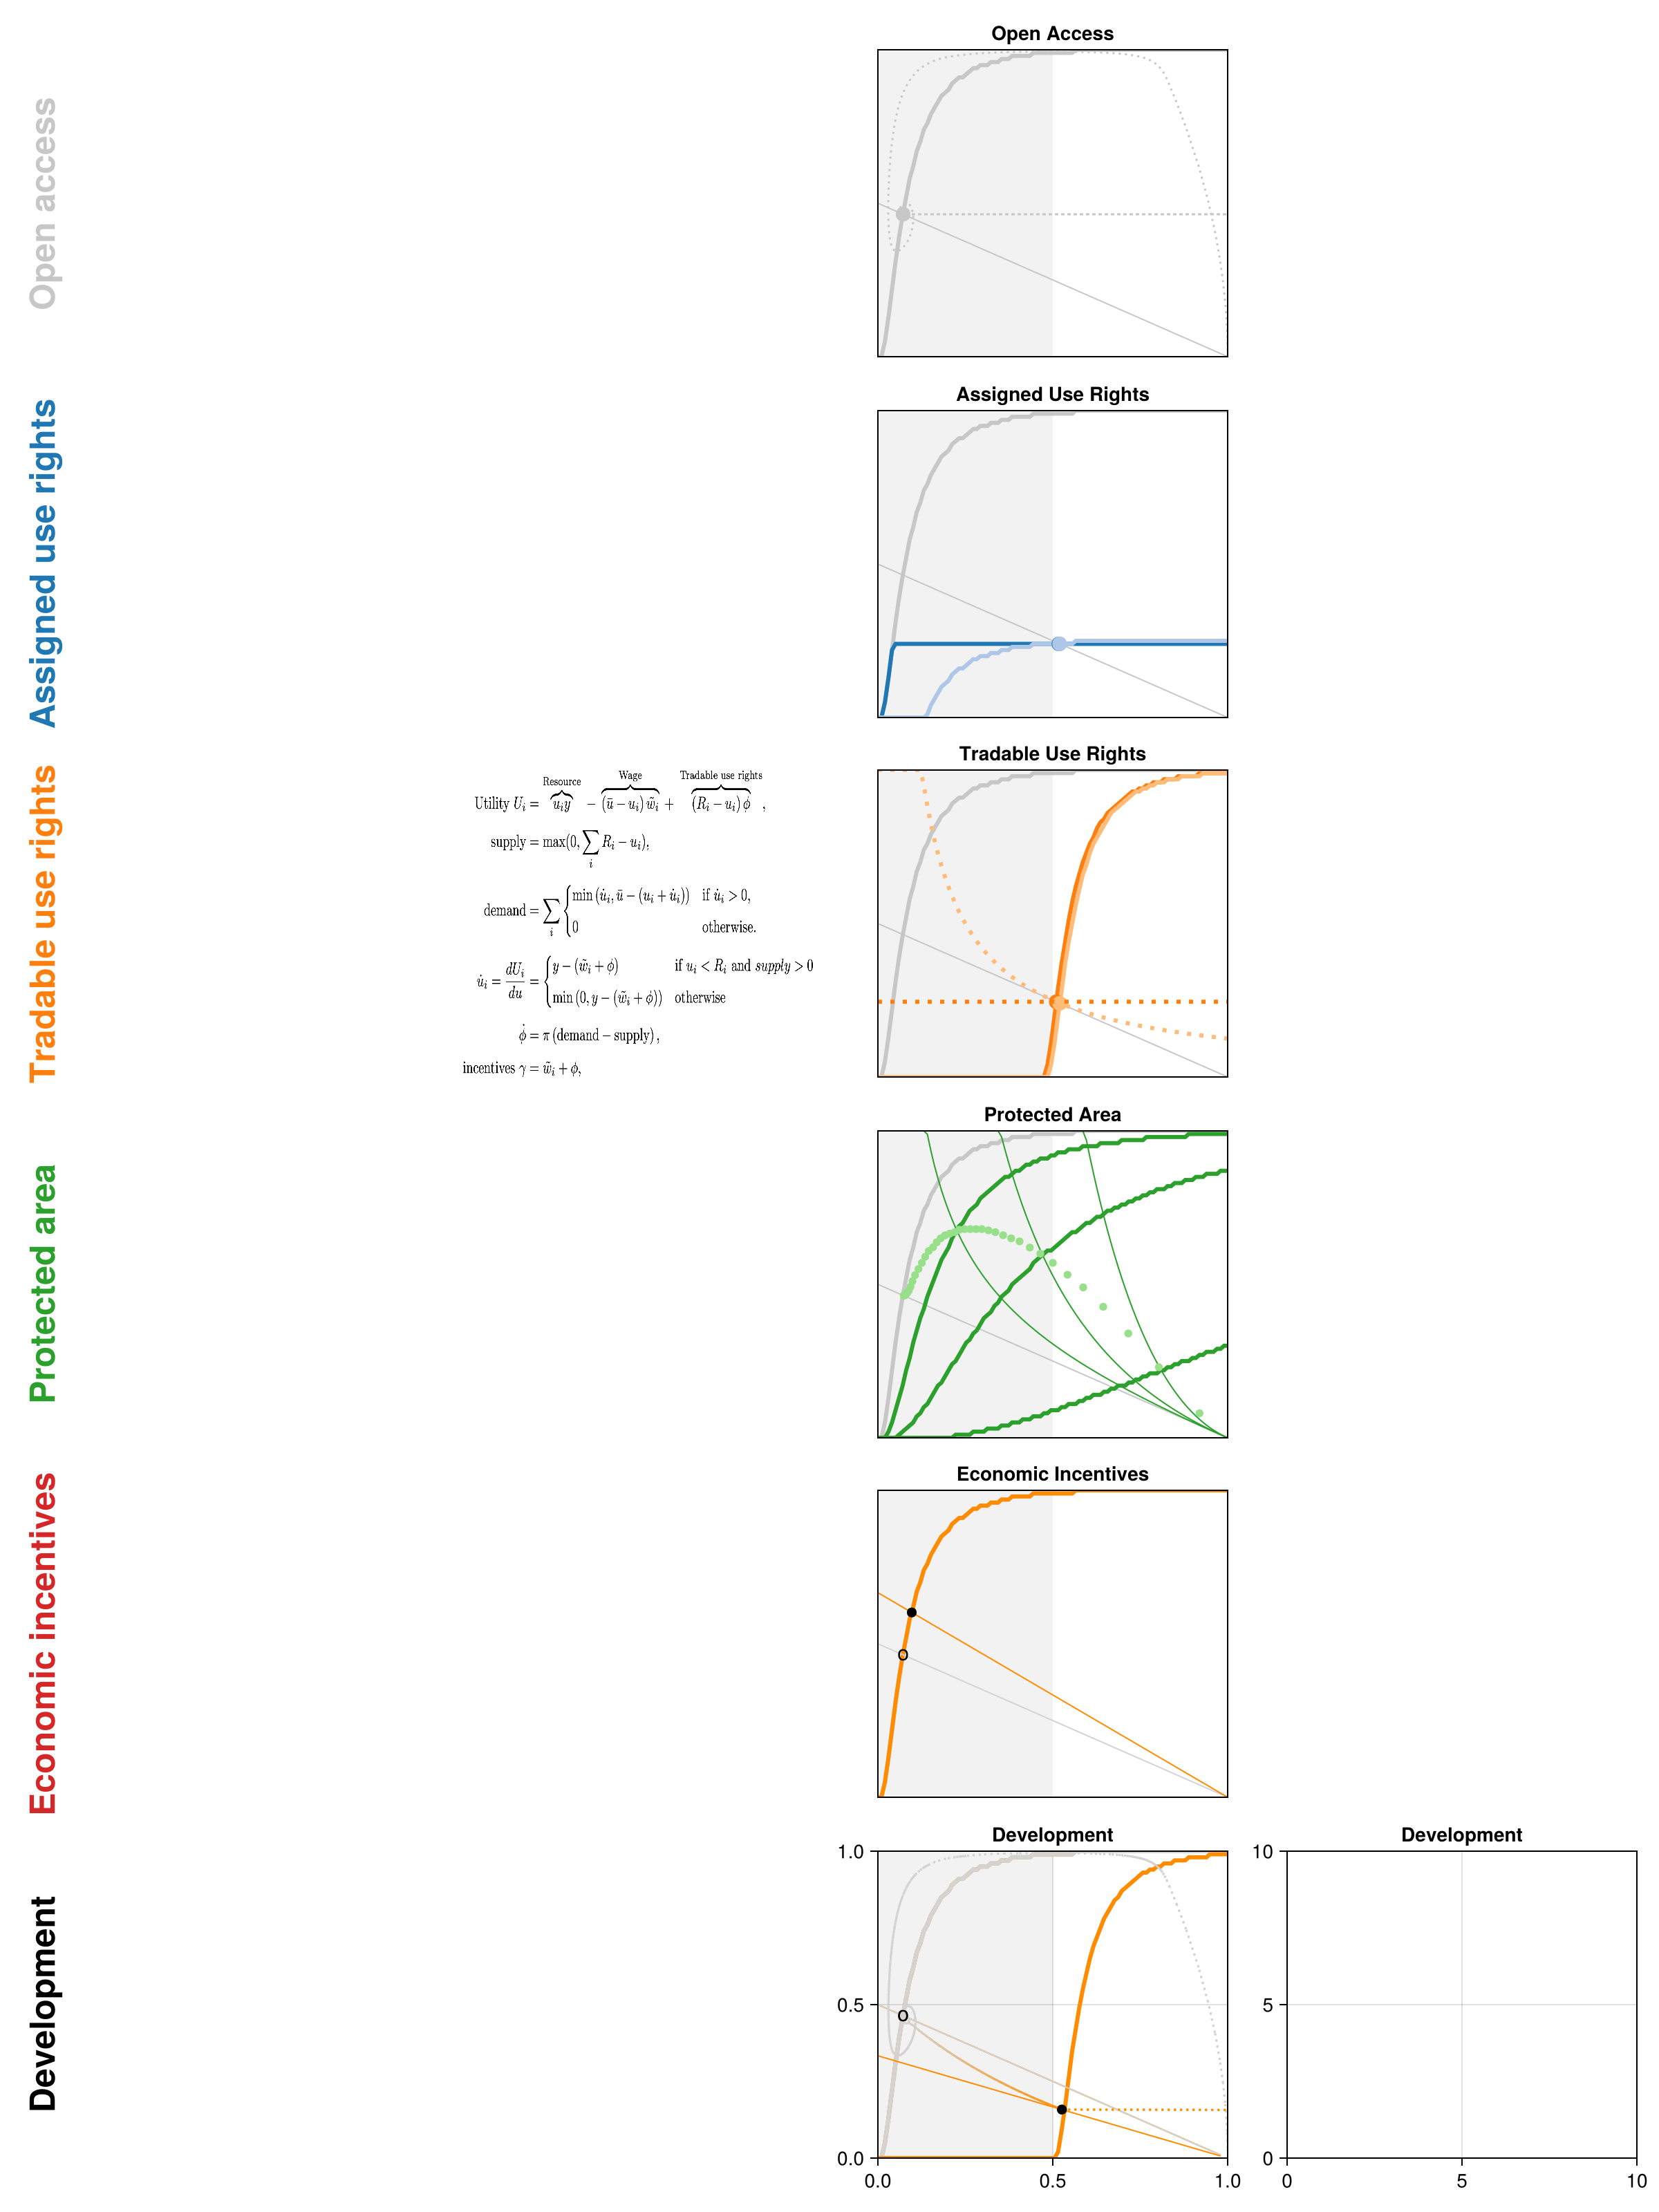 Open access
Open Access
Assigned use rights
Assigned Use Rights
Tradable use rights
Resource Wage Tradable use rights
Utility U_i = u_i y − (ū − u_i) w̃_i + (R_i − u_i) ϕ ,
supply = max(0, ∑_i R_i − u_i),
demand = ∑_i { min (u̇_i, ū − (u_i + u̇_i)) if u̇_i > 0,
0 otherwise.
u̇_i = dU_i/du = { y − (w̃_i + ϕ) if u_i < R_i and supply > 0
min (0, y − (w̃_i + ϕ)) otherwise
ϕ̇ = π (demand − supply) ,
incentives γ = w̃_i + ϕ,
Tradable Use Rights
Protected area
Protected Area
Economic incentives
Economic Incentives
Development
Development
1.0
0.5
0.0
0.0 0.5 1.0
Development
10
5
0
0 5 10